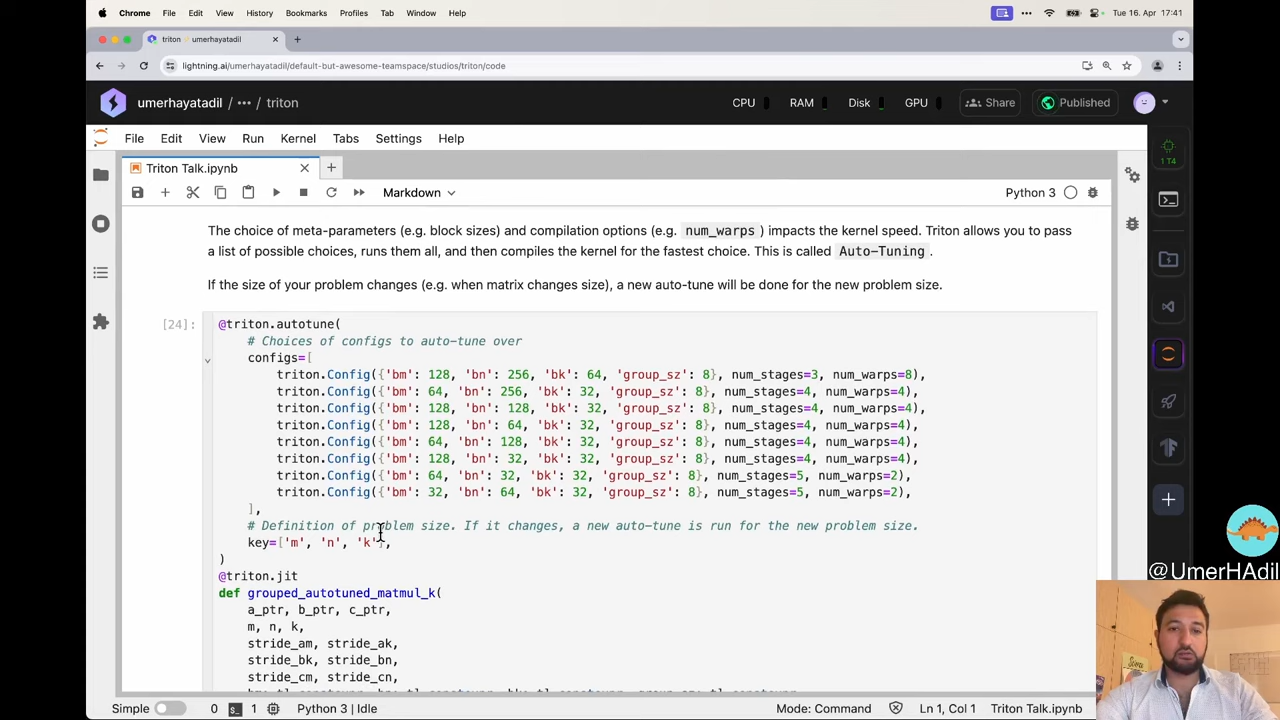 Chrome File Edit View History Bookmarks Profiles Tab Window Help Tue 16. Apr 17:41
triton umerhayatadil
lightning.ai/umerhayatadil/default-but-awesome-teamspace/studios/triton/code
umerhayatadil / ··· / triton CPU RAM Disk GPU Share Published
File Edit View Run Kernel Tabs Settings Help
1 T4
Triton Talk.ipynb
Markdown Python 3
The choice of meta-parameters (e.g. block sizes) and compilation options (e.g. num_warps ) impacts the kernel speed. Triton allows you to pass
a list of possible choices, runs them all, and then compiles the kernel for the fastest choice. This is called Auto-Tuning .
If the size of your problem changes (e.g. when matrix changes size), a new auto-tune will be done for the new problem size.
[24]: @triton.autotune(
# Choices of configs to auto-tune over
configs=[
triton.Config({'bm': 128, 'bn': 256, 'bk': 64, 'group_sz': 8}, num_stages=3, num_warps=8),
triton.Config({'bm': 64, 'bn': 256, 'bk': 32, 'group_sz': 8}, num_stages=4, num_warps=4),
triton.Config({'bm': 128, 'bn': 128, 'bk': 32, 'group_sz': 8}, num_stages=4, num_warps=4),
triton.Config({'bm': 128, 'bn': 64, 'bk': 32, 'group_sz': 8}, num_stages=4, num_warps=4),
triton.Config({'bm': 64, 'bn': 128, 'bk': 32, 'group_sz': 8}, num_stages=4, num_warps=4),
triton.Config({'bm': 128, 'bn': 32, 'bk': 32, 'group_sz': 8}, num_stages=4, num_warps=4),
triton.Config({'bm': 64, 'bn': 32, 'bk': 32, 'group_sz': 8}, num_stages=5, num_warps=2),
triton.Config({'bm': 32, 'bn': 64, 'bk': 32, 'group_sz': 8}, num_stages=5, num_warps=2),
],
# Definition of problem size. If it changes, a new auto-tune is run for the new problem size.
key=['m', 'n', 'k'],
)
@triton.jit
def grouped_autotuned_matmul_k(
a_ptr, b_ptr, c_ptr,
m, n, k,
stride_am, stride_ak,
stride_bk, stride_bn,
stride_cm, stride_cn,
@UmerHAdil
Simple 0 1 Python 3 | Idle Mode: Command Ln 1, Col 1 Triton Talk.ipynb